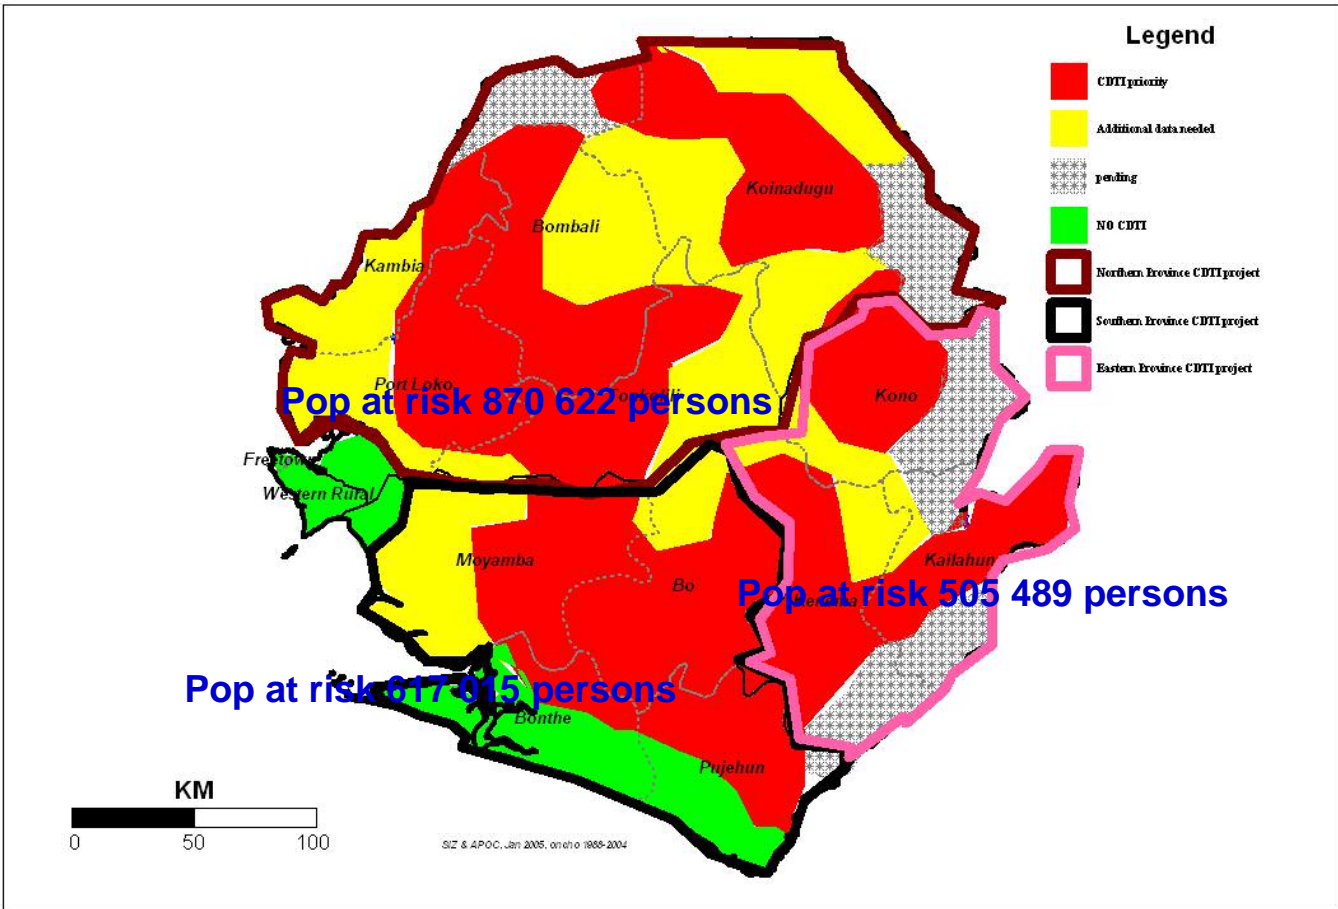 Legend
CDTI priority
Additional data needed
pending
NO CDTI
Northern Province CDTI project
Southern Province CDTI project
Eastern Province CDTI project
Koinadugu
Bombali
Kambia
Port Loko
Kono
Pop at risk 870 622 persons
Freetown
Western Rural
Moyamba
Bo
Kailahun
Pop at risk 505 489 persons
Pop at risk 617 015 persons
Bonthe
Pujehun
KM
0 50 100
SIZ & APOC, Jan 2005, oncho 1988-2004